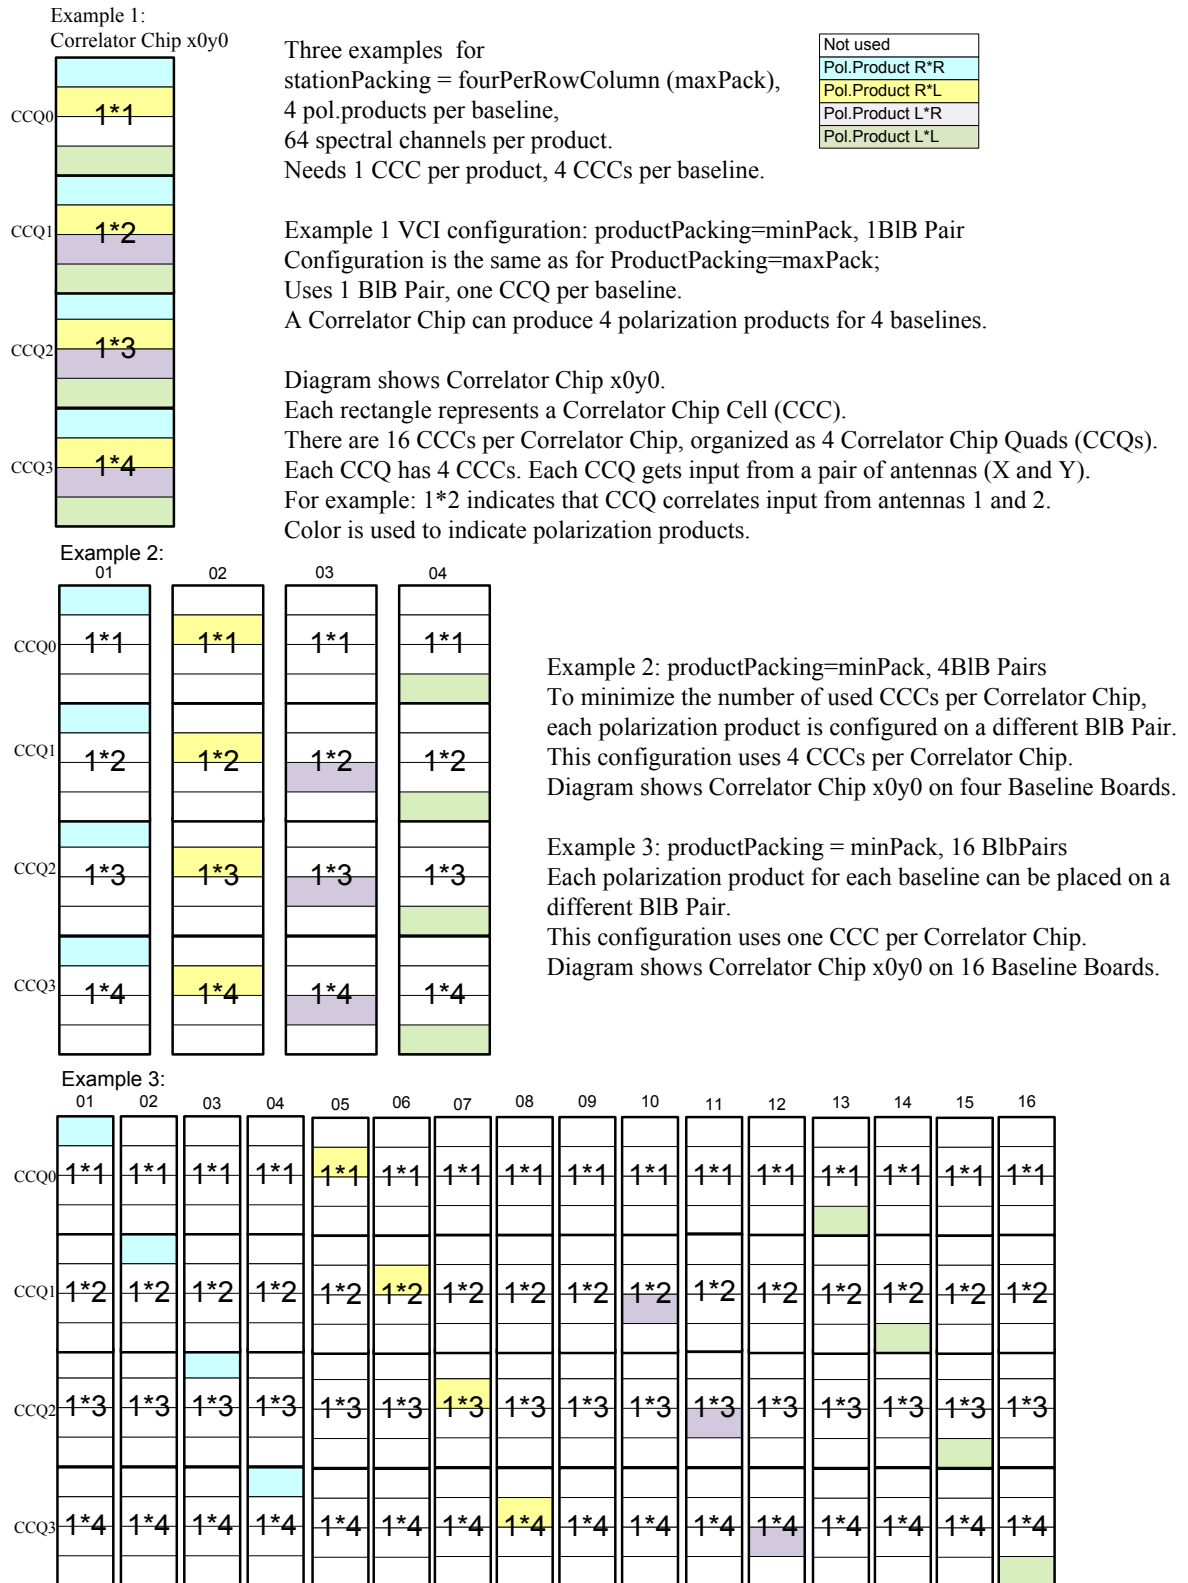 Example 1:
Correlator Chip x0y0
CCQ0
1*1
CCQ1
1*2
CCQ2
1*3
CCQ3
1*4
Three examples for
stationPacking = fourPerRowColumn (maxPack),
4 pol.products per baseline,
64 spectral channels per product.
Needs 1 CCC per product, 4 CCCs per baseline.
Not used
Pol.Product R*R
Pol.Product R*L
Pol.Product L*R
Pol.Product L*L
Example 1 VCI configuration: productPacking=minPack, 1BlB Pair
Configuration is the same as for ProductPacking=maxPack;
Uses 1 BlB Pair, one CCQ per baseline.
A Correlator Chip can produce 4 polarization products for 4 baselines.
Diagram shows Correlator Chip x0y0.
Each rectangle represents a Correlator Chip Cell (CCC).
There are 16 CCCs per Correlator Chip, organized as 4 Correlator Chip Quads (CCQs).
Each CCQ has 4 CCCs. Each CCQ gets input from a pair of antennas (X and Y).
For example: 1*2 indicates that CCQ correlates input from antennas 1 and 2.
Color is used to indicate polarization products.
Example 2:
01 02 03 04
CCQ0 1*1 1*1 1*1 1*1
CCQ1 1*2 1*2 1*2 1*2
CCQ2 1*3 1*3 1*3 1*3
CCQ3 1*4 1*4 1*4 1*4
Example 2: productPacking=minPack, 4BlB Pairs
To minimize the number of used CCCs per Correlator Chip,
each polarization product is configured on a different BlB Pair.
This configuration uses 4 CCCs per Correlator Chip.
Diagram shows Correlator Chip x0y0 on four Baseline Boards.
Example 3: productPacking = minPack, 16 BlbPairs
Each polarization product for each baseline can be placed on a
different BlB Pair.
This configuration uses one CCC per Correlator Chip.
Diagram shows Correlator Chip x0y0 on 16 Baseline Boards.
Example 3:
01 02 03 04 05 06 07 08 09 10 11 12 13 14 15 16
CCQ0 1*1 1*1 1*1 1*1 1*1 1*1 1*1 1*1 1*1 1*1 1*1 1*1 1*1 1*1 1*1 1*1
CCQ1 1*2 1*2 1*2 1*2 1*2 1*2 1*2 1*2 1*2 1*2 1*2 1*2 1*2 1*2 1*2 1*2
CCQ2 1*3 1*3 1*3 1*3 1*3 1*3 1*3 1*3 1*3 1*3 1*3 1*3 1*3 1*3 1*3 1*3
CCQ3 1*4 1*4 1*4 1*4 1*4 1*4 1*4 1*4 1*4 1*4 1*4 1*4 1*4 1*4 1*4 1*4